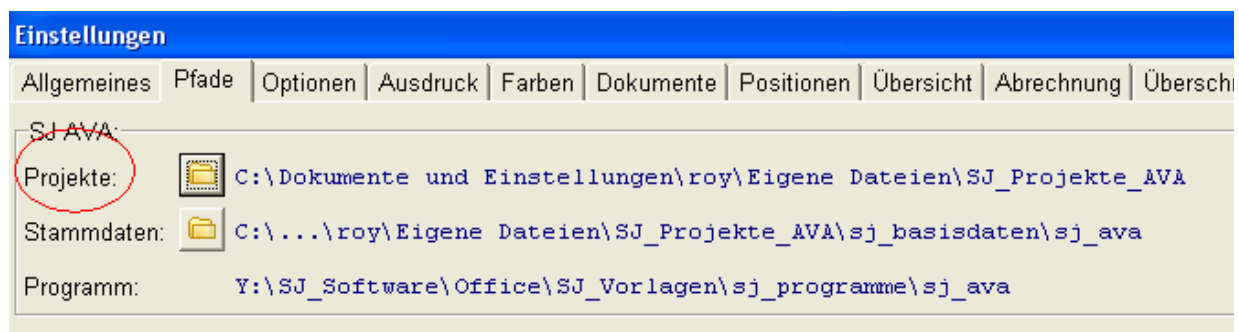 Einstellungen
Allgemeines Pfade Optionen Ausdruck Farben Dokumente Positionen Übersicht Abrechnung Überschr
SJ AVA:
Projekte: C:\Dokumente und Einstellungen\roy\Eigene Dateien\SJ_Projekte_AVA
Stammdaten: C:\...\roy\Eigene Dateien\SJ_Projekte_AVA\sj_basisdaten\sj_ava
Programm: Y:\SJ_Software\Office\SJ_Vorlagen\sj_programme\sj_ava